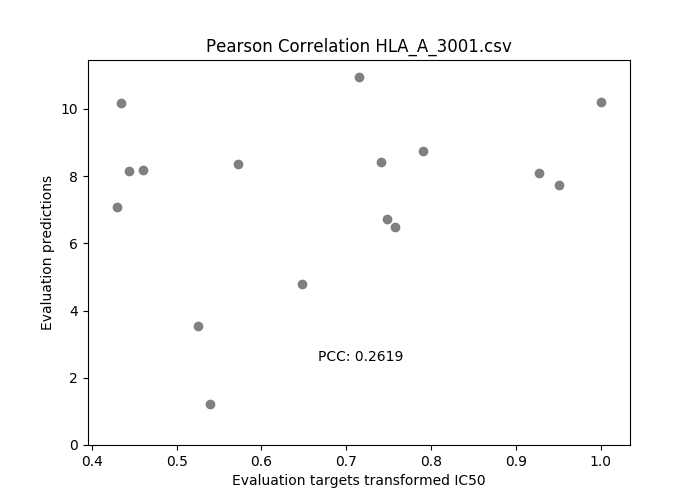 Pearson Correlation HLA_A_3001.csv
10
8
6
4
2
0
Evaluation predictions
PCC: 0.2619
0.4 0.5 0.6 0.7 0.8 0.9 1.0
Evaluation targets transformed IC50